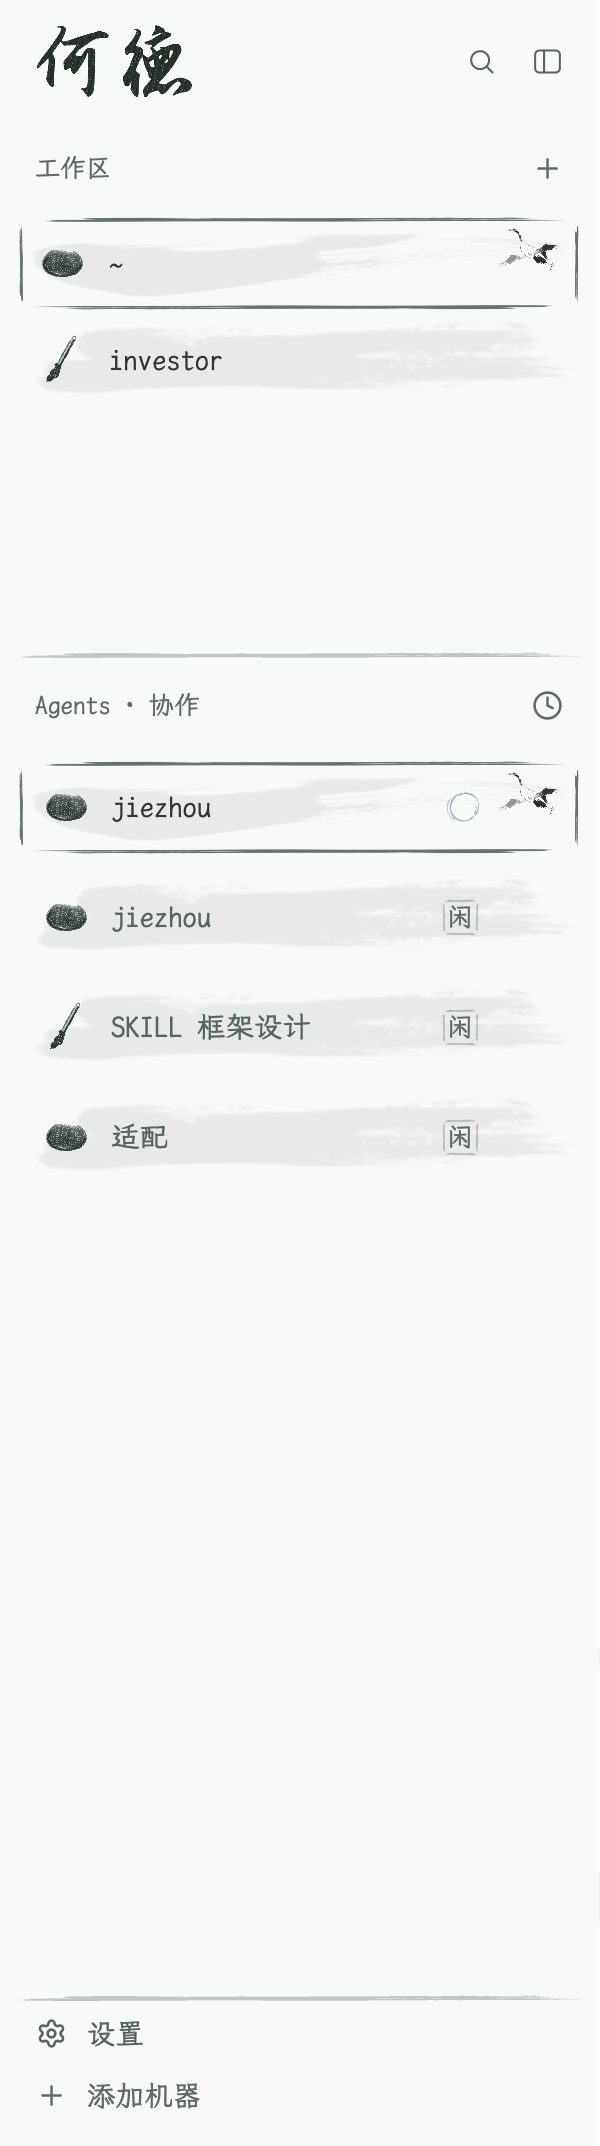 何德
工作区
~
investor
Agents • 协作
jiezhou
jiezhou 闲
SKILL 框架设计 闲
适配 闲
设置
添加机器